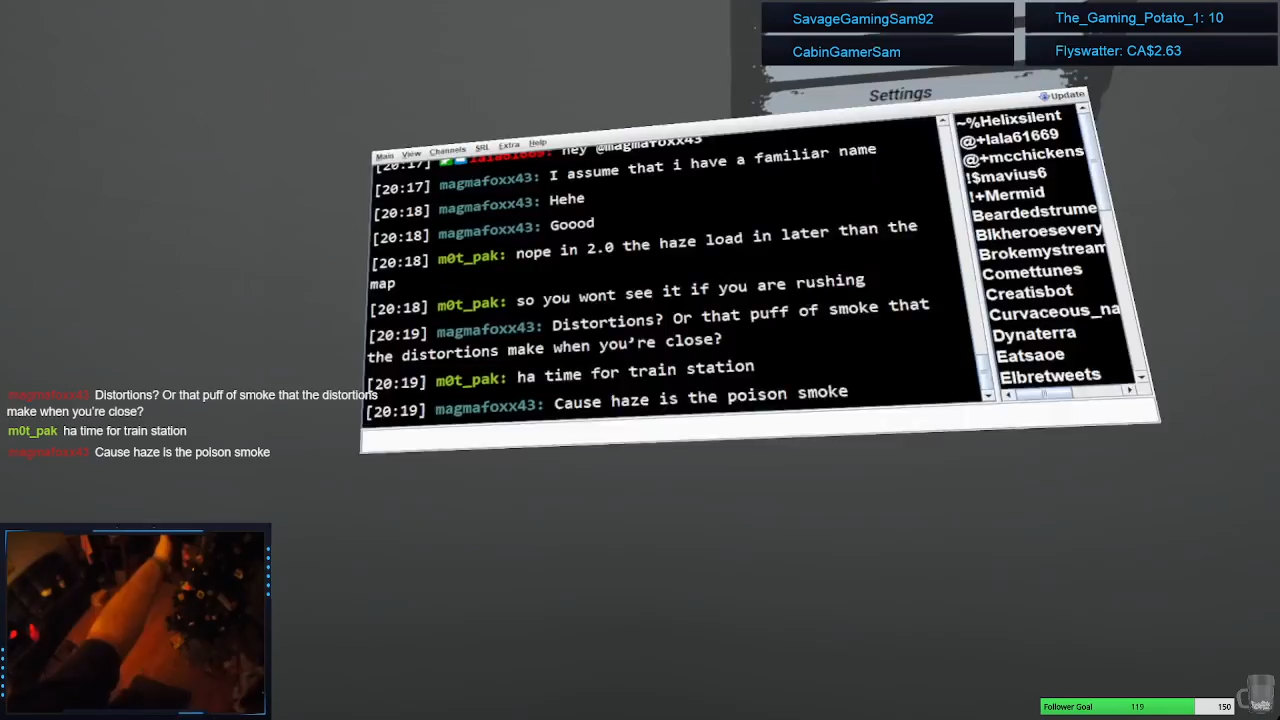 SavageGamingSam92
The_Gaming_Potato_1: 10
CabinGamerSam
Flyswatter: CA$2.63
Settings
Main View Channels SRL Extra Help
Update
[20:17] lala61669: hey @magmafoxx43
[20:17] magmafoxx43: I assume that i have a familiar name
[20:18] magmafoxx43: Hehe
[20:18] magmafoxx43: Goood
[20:18] m0t_pak: nope in 2.0 the haze load in later than the
map
[20:18] m0t_pak: so you wont see it if you are rushing
[20:19] magmafoxx43: Distortions? Or that puff of smoke that
the distortions make when you’re close?
[20:19] m0t_pak: ha time for train station
[20:19] magmafoxx43: Cause haze is the poison smoke
~%Helixsilent
@+lala61669
@+mcchickens
!$mavius6
!+Mermid
Beardedstrume
Blkheroesevery
Brokemystream
Comettunes
Creatisbot
Curvaceous_na
Dynaterra
Eatsaoe
Elbretweets
magmafoxx43 Distortions? Or that puff of smoke that the distortions
make when you’re close?
m0t_pak ha time for train station
magmafoxx43 Cause haze is the poison smoke
Follower Goal 119 150